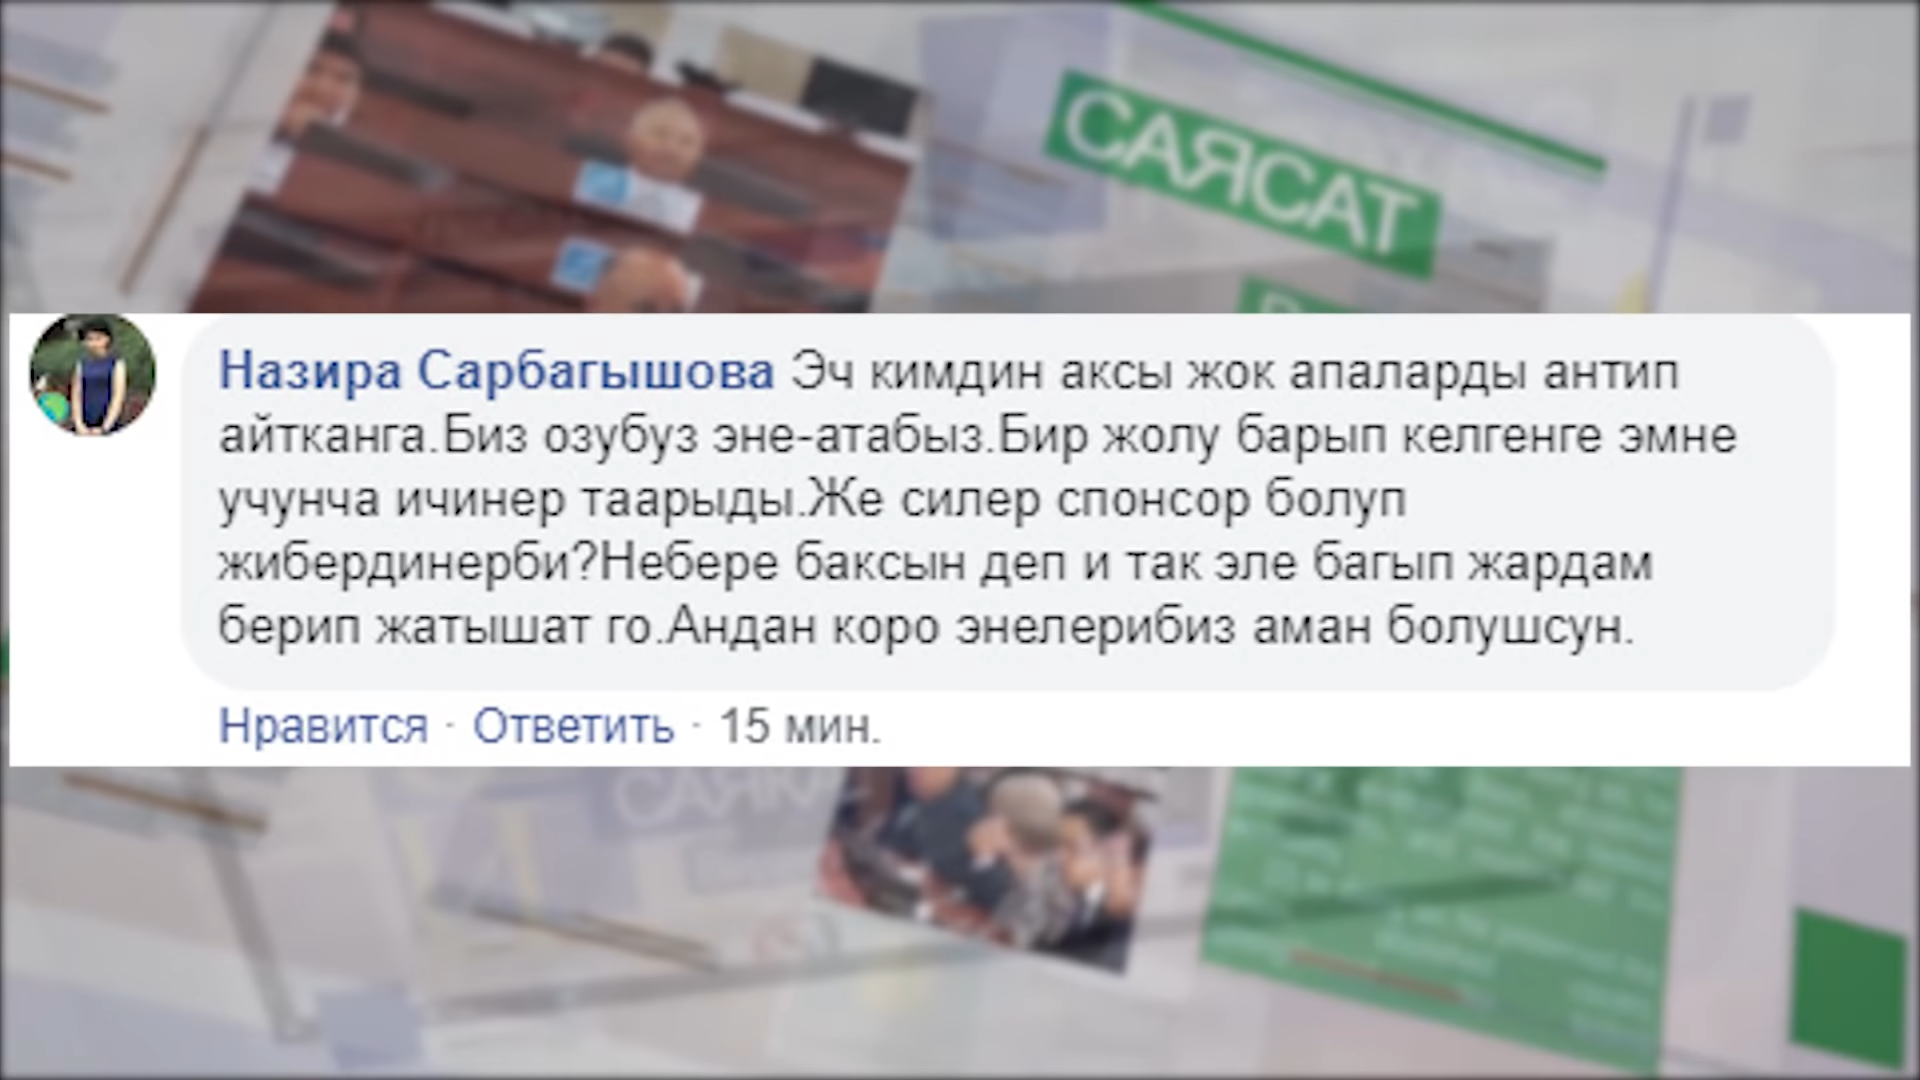 САЯСАТ
Назира Сарбагышова Эч кимдин аксы жок апаларды антип
айтканга.Биз озубуз эне-атабыз.Бир жолу барып келгенге эмне
учунча ичинер таарыды.Же силер спонсор болуп
жибердинерби?Небере баксын деп и так эле багып жардам
берип жатышат го.Андан коро энелерибиз аман болушсун.
Нравится · Ответить · 15 мин.